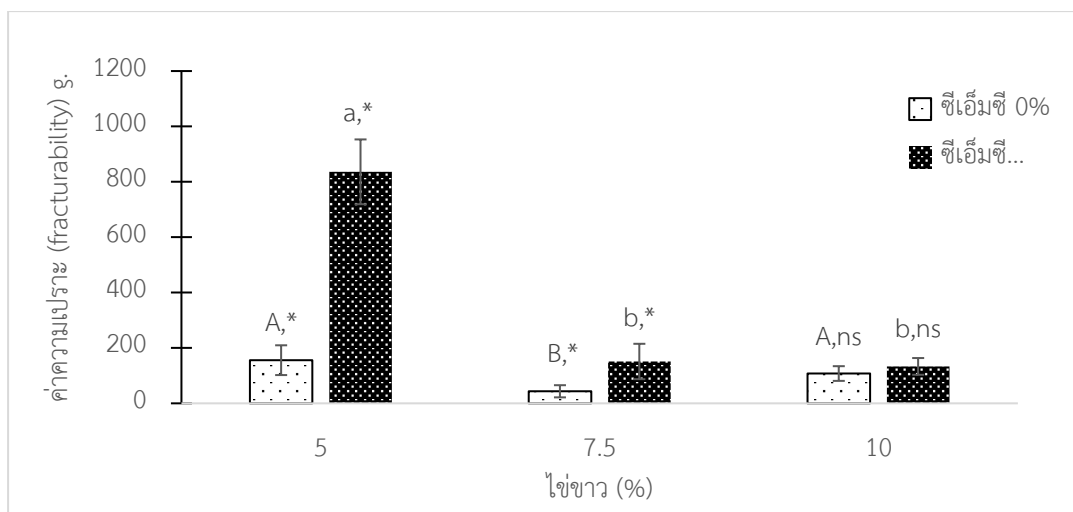 ค่าความเปราะ (fracturability) g.
1200
1000
800
600
400
200
0
a,*
A,*
B,*
b,*
A,ns
b,ns
ซีเอ็มซี 0%
ซีเอ็มซี...
5
7.5
10
ไข่ขาว (%)